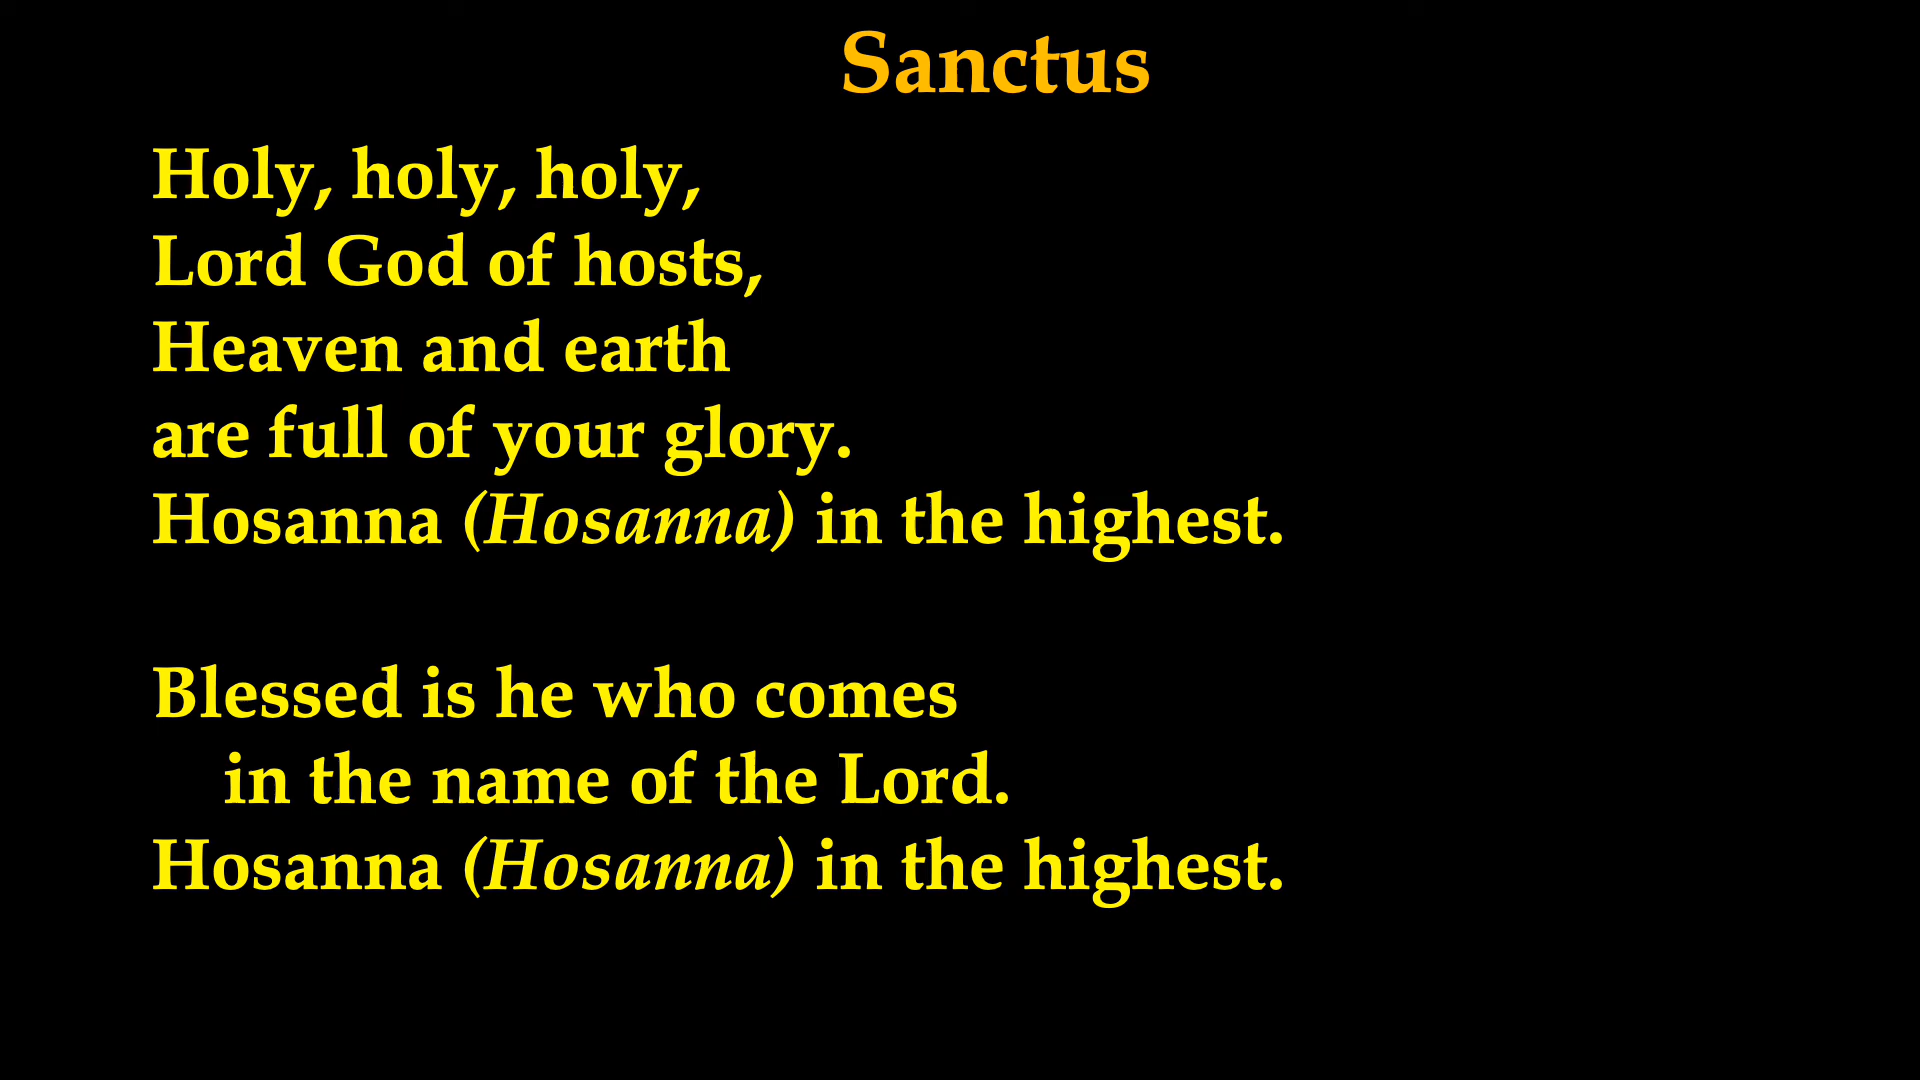 Sanctus
Holy, holy, holy,
Lord God of hosts,
Heaven and earth
are full of your glory.
Hosanna (Hosanna) in the highest.
Blessed is he who comes
in the name of the Lord.
Hosanna (Hosanna) in the highest.